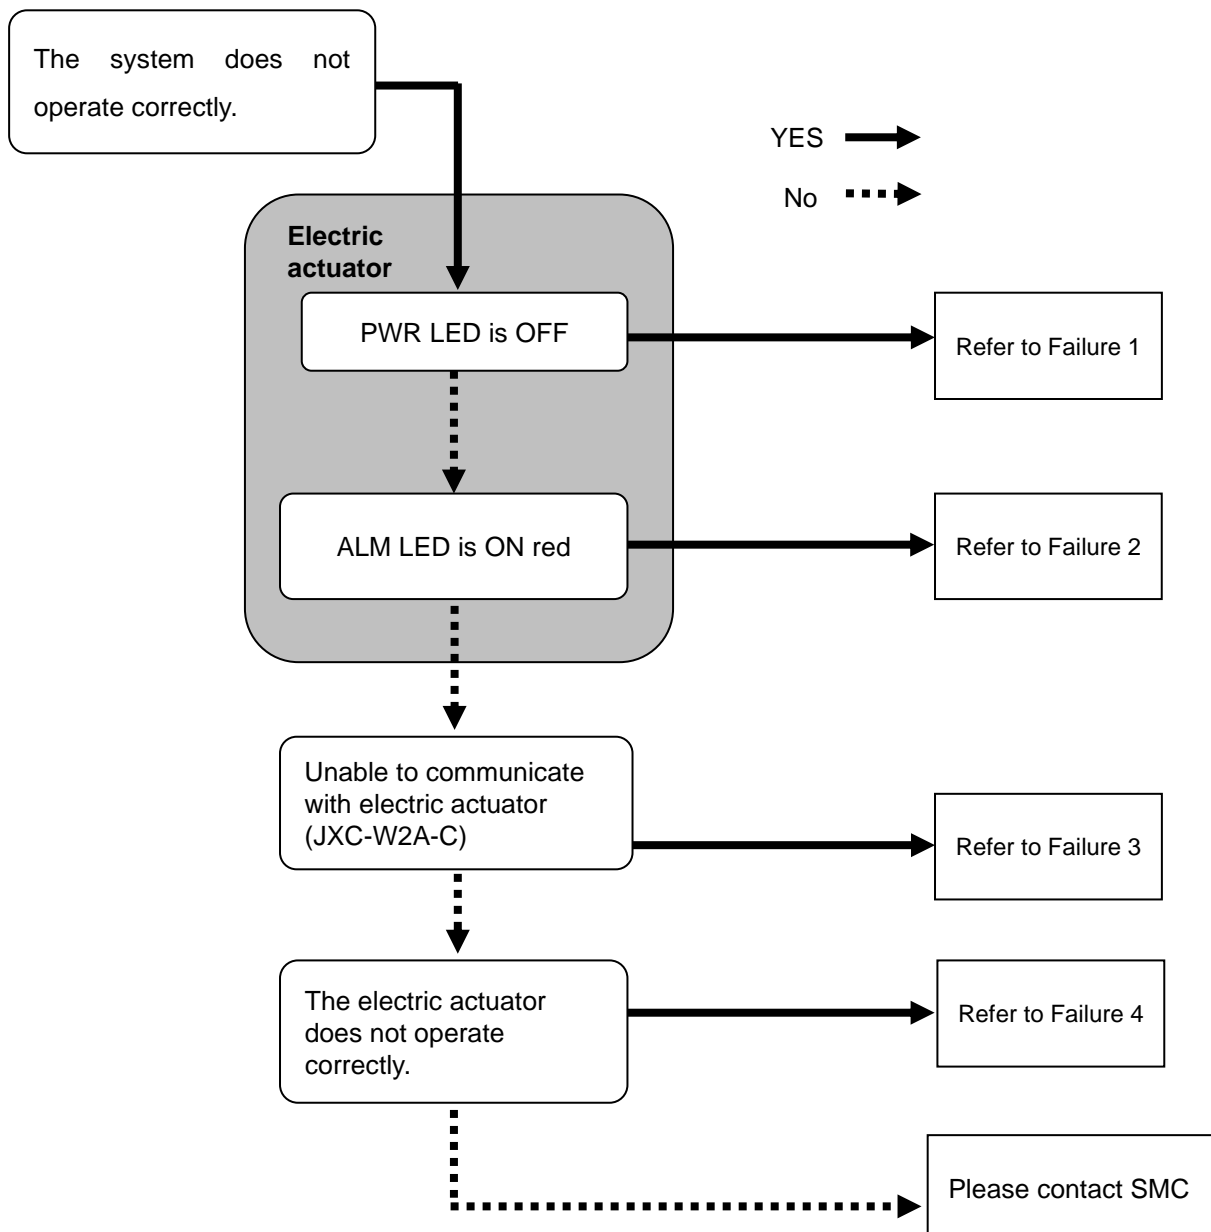 The system does not
operate correctly.
YES
No
Electric
actuator
PWR LED is OFF
Refer to Failure 1
ALM LED is ON red
Refer to Failure 2
Unable to communicate
with electric actuator
(JXC-W2A-C)
Refer to Failure 3
The electric actuator
does not operate
correctly.
Refer to Failure 4
Please contact SMC